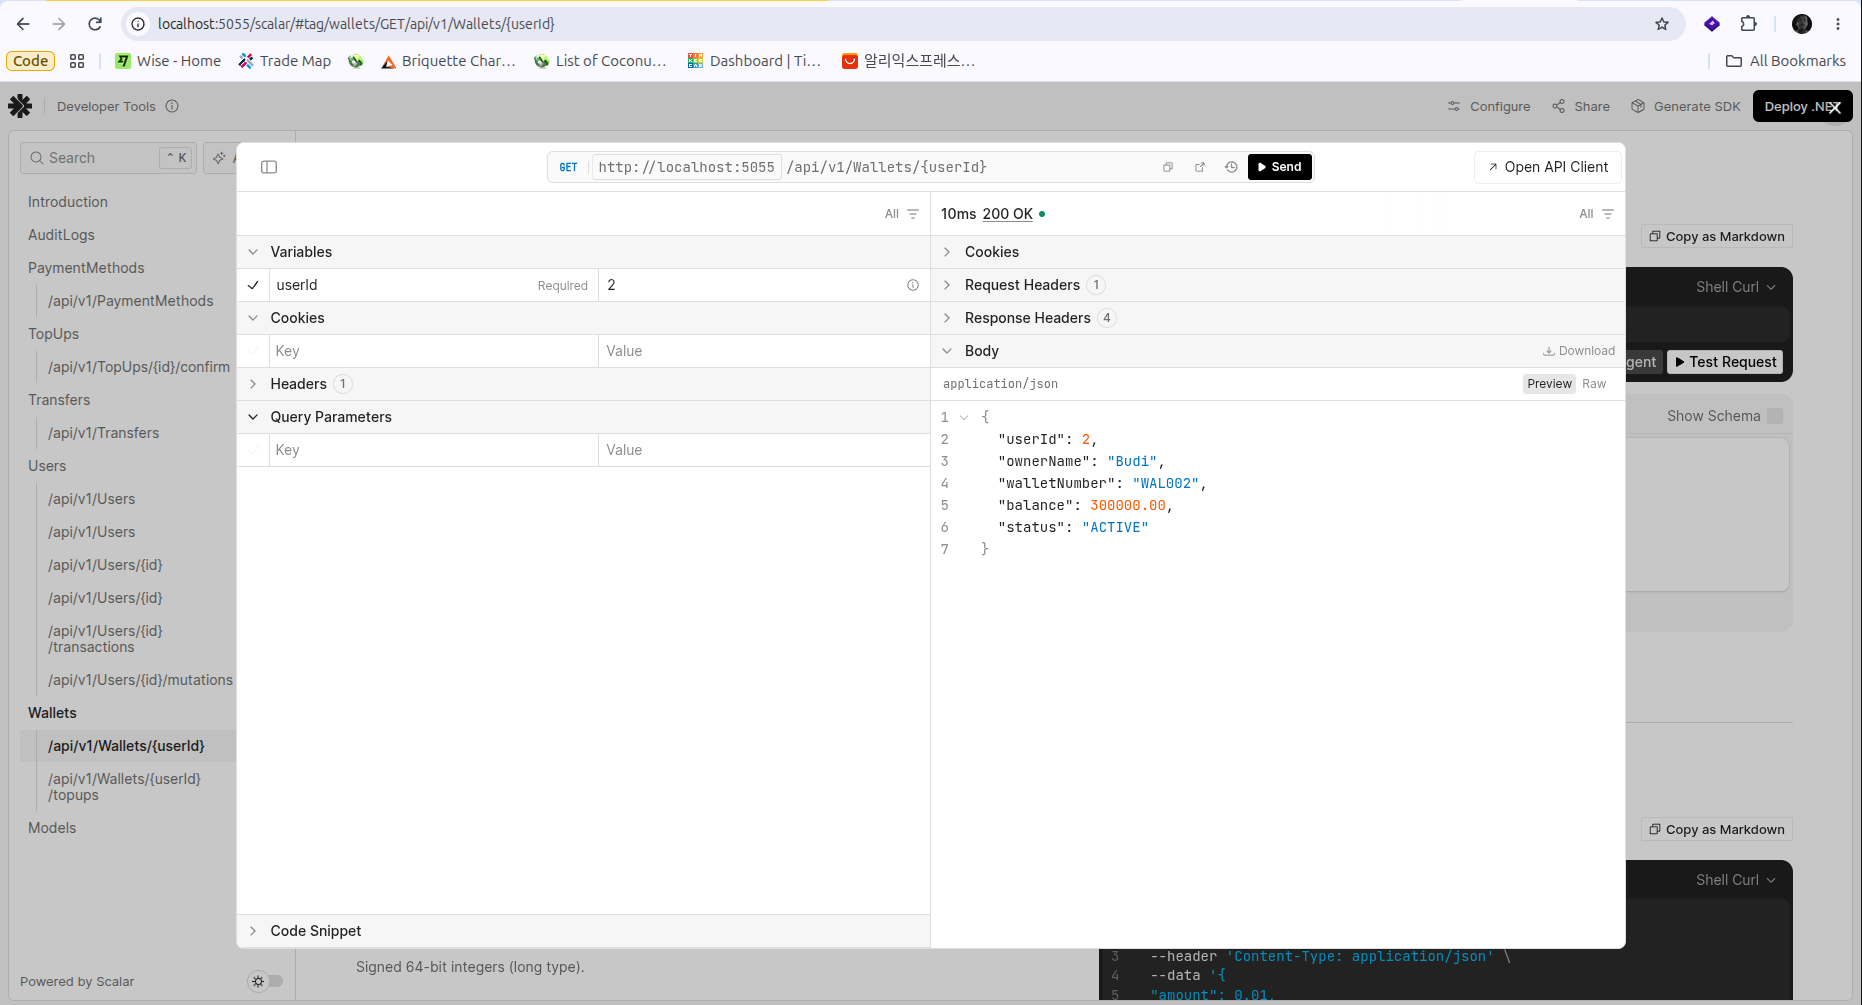 localhost:5055/scalar/#tag/wallets/GET/api/v1/Wallets/{userId}
Code
Wise - Home
Trade Map
Briquette Char…
List of Coconu…
Dashboard | Ti…
알리익스프레스…
All Bookmarks
Developer Tools
Configure
Share
Generate SDK
Deploy .NET
Search
⌃ K
Introduction
AuditLogs
PaymentMethods
/api/v1/PaymentMethods
TopUps
/api/v1/TopUps/{id}/confirm
Transfers
/api/v1/Transfers
Users
/api/v1/Users
/api/v1/Users
/api/v1/Users/{id}
/api/v1/Users/{id}
/api/v1/Users/{id}
/transactions
/api/v1/Users/{id}/mutations
Wallets
/api/v1/Wallets/{userId}
/api/v1/Wallets/{userId}
/topups
Models
Powered by Scalar
GET http://localhost:5055 /api/v1/Wallets/{userId}
Send
Open API Client
All
Variables
userId Required 2
Cookies
Key Value
Headers 1
Query Parameters
Key Value
Code Snippet
10ms 200 OK
All
Cookies
Request Headers 1
Response Headers 4
Body
Download
application/json
Preview Raw
1 {
2 "userId": 2,
3 "ownerName": "Budi",
4 "walletNumber": "WAL002",
5 "balance": 300000.00,
6 "status": "ACTIVE"
7 }
Copy as Markdown
Shell Curl
gent
Test Request
Show Schema
Copy as Markdown
Shell Curl
Signed 64-bit integers (long type).
3 --header 'Content-Type: application/json' \
4 --data '{
5 "amount": 0.01,